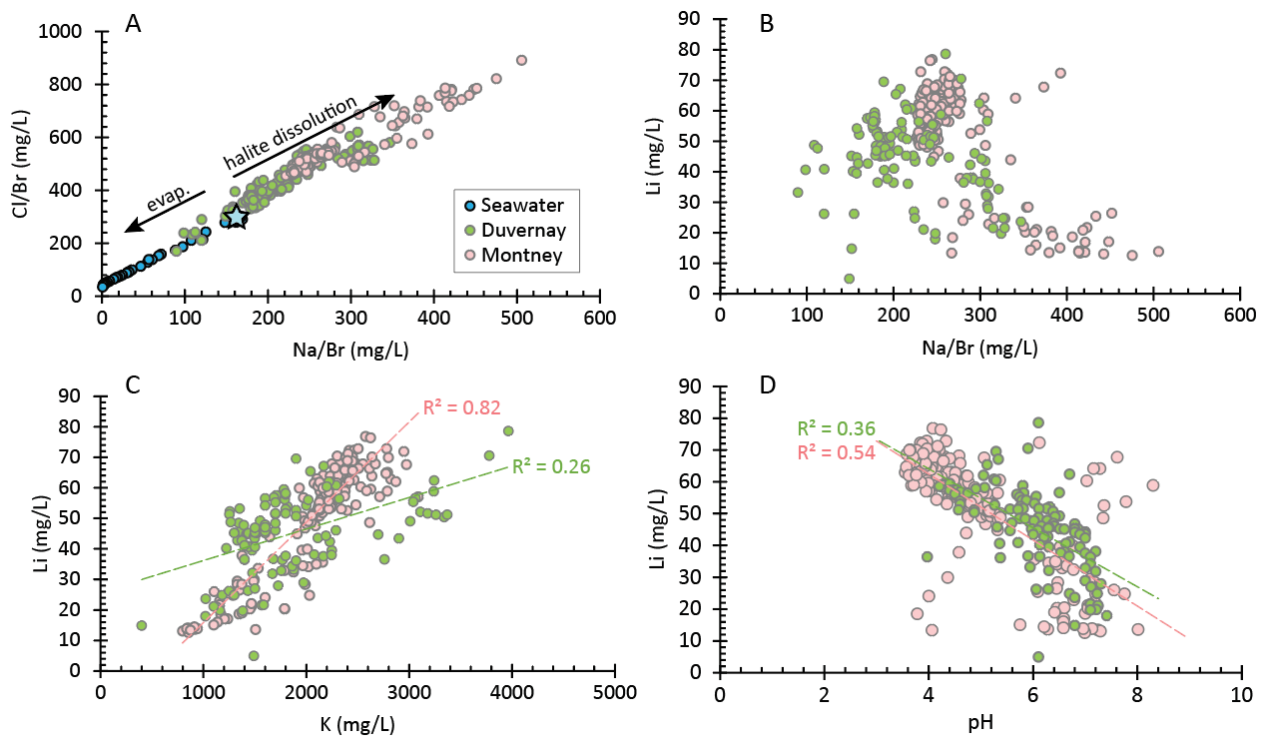 A
1000
800
600
400
200
0
Cl/Br (mg/L)
halite dissolution
evap.
Seawater
Duvernay
Montney
0 100 200 300 400 500 600
Na/Br (mg/L)
B
90
80
70
60
50
40
30
20
10
0
Li (mg/L)
0 100 200 300 400 500 600
Na/Br (mg/L)
C
90
80
70
60
50
40
30
20
10
0
Li (mg/L)
R² = 0.82
R² = 0.26
0 1000 2000 3000 4000 5000
K (mg/L)
D
90
80
70
60
50
40
30
20
10
0
Li (mg/L)
R² = 0.36
R² = 0.54
0 2 4 6 8 10
pH